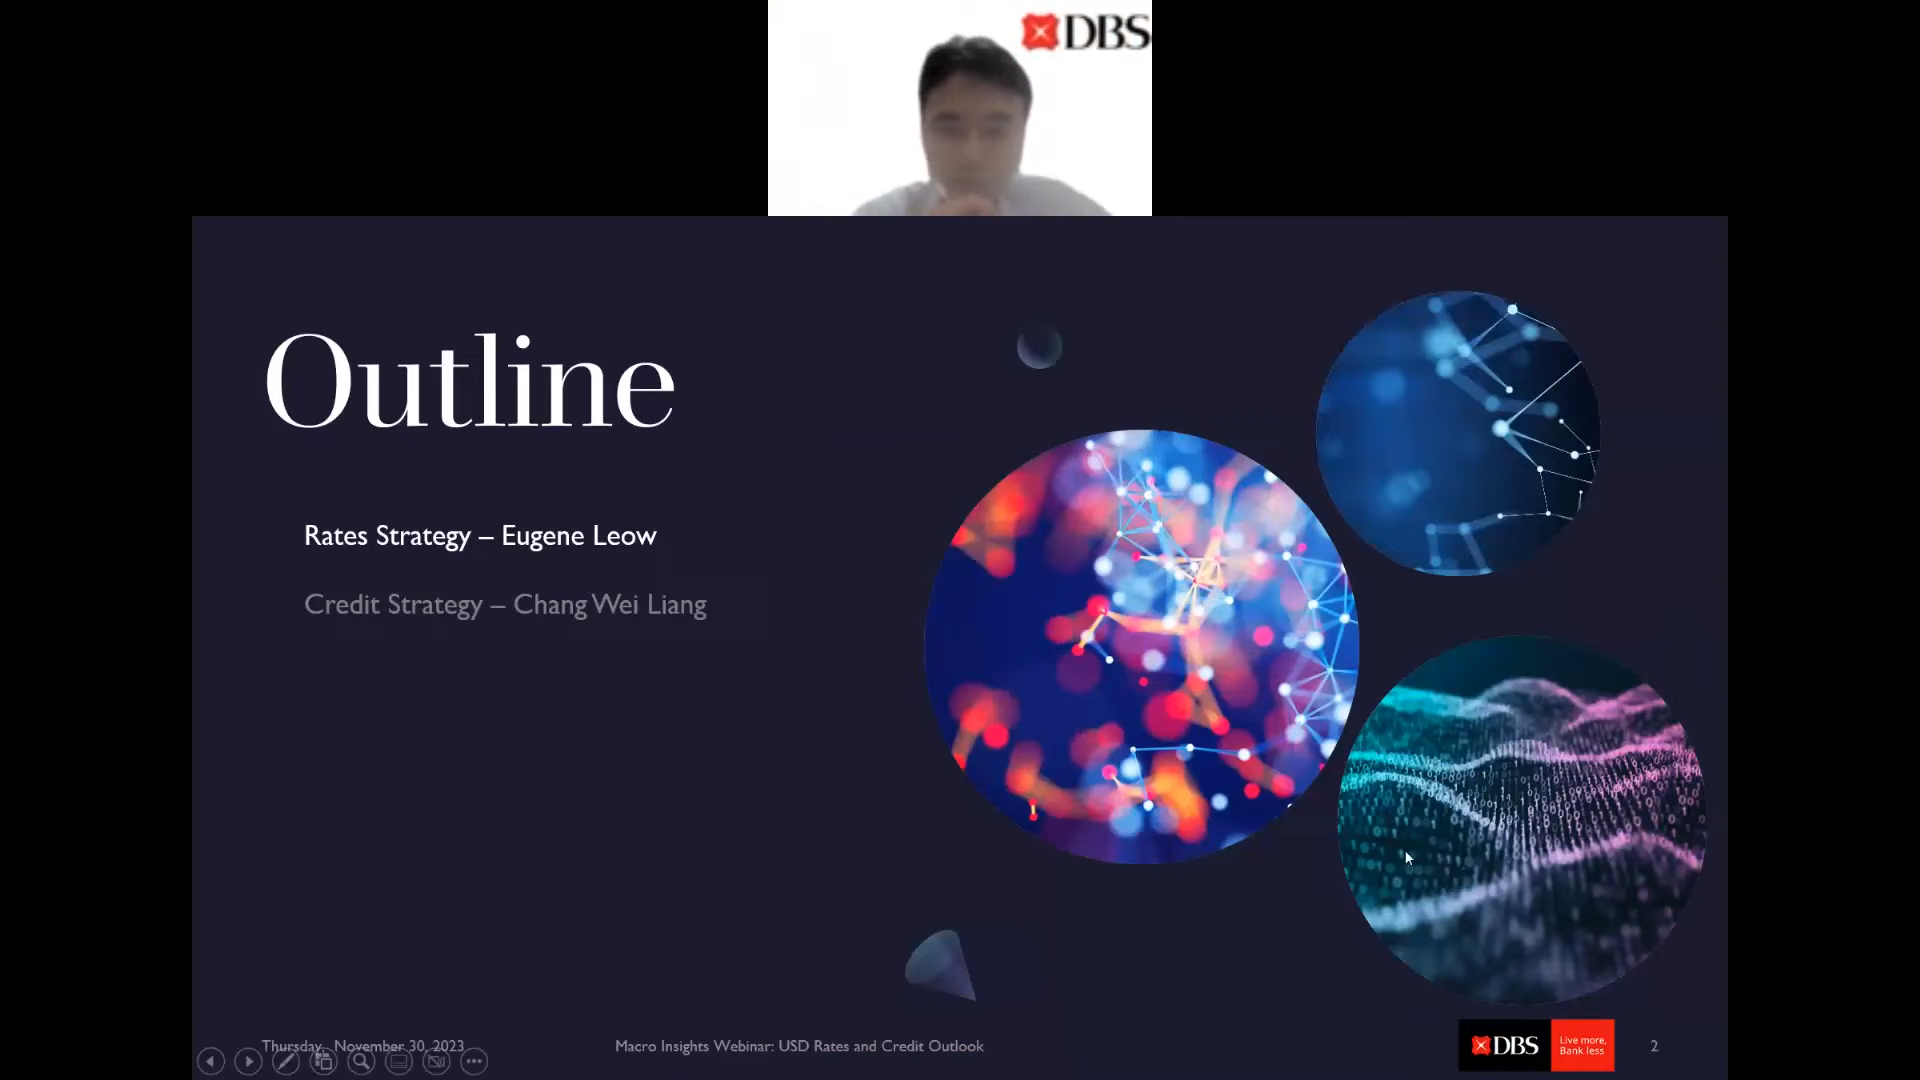 DBS
Outline
Rates Strategy – Eugene Leow
Credit Strategy – Chang Wei Liang
Thursday, November 30, 2023
Macro Insights Webinar: USD Rates and Credit Outlook
DBS
Live more,
Bank less
2